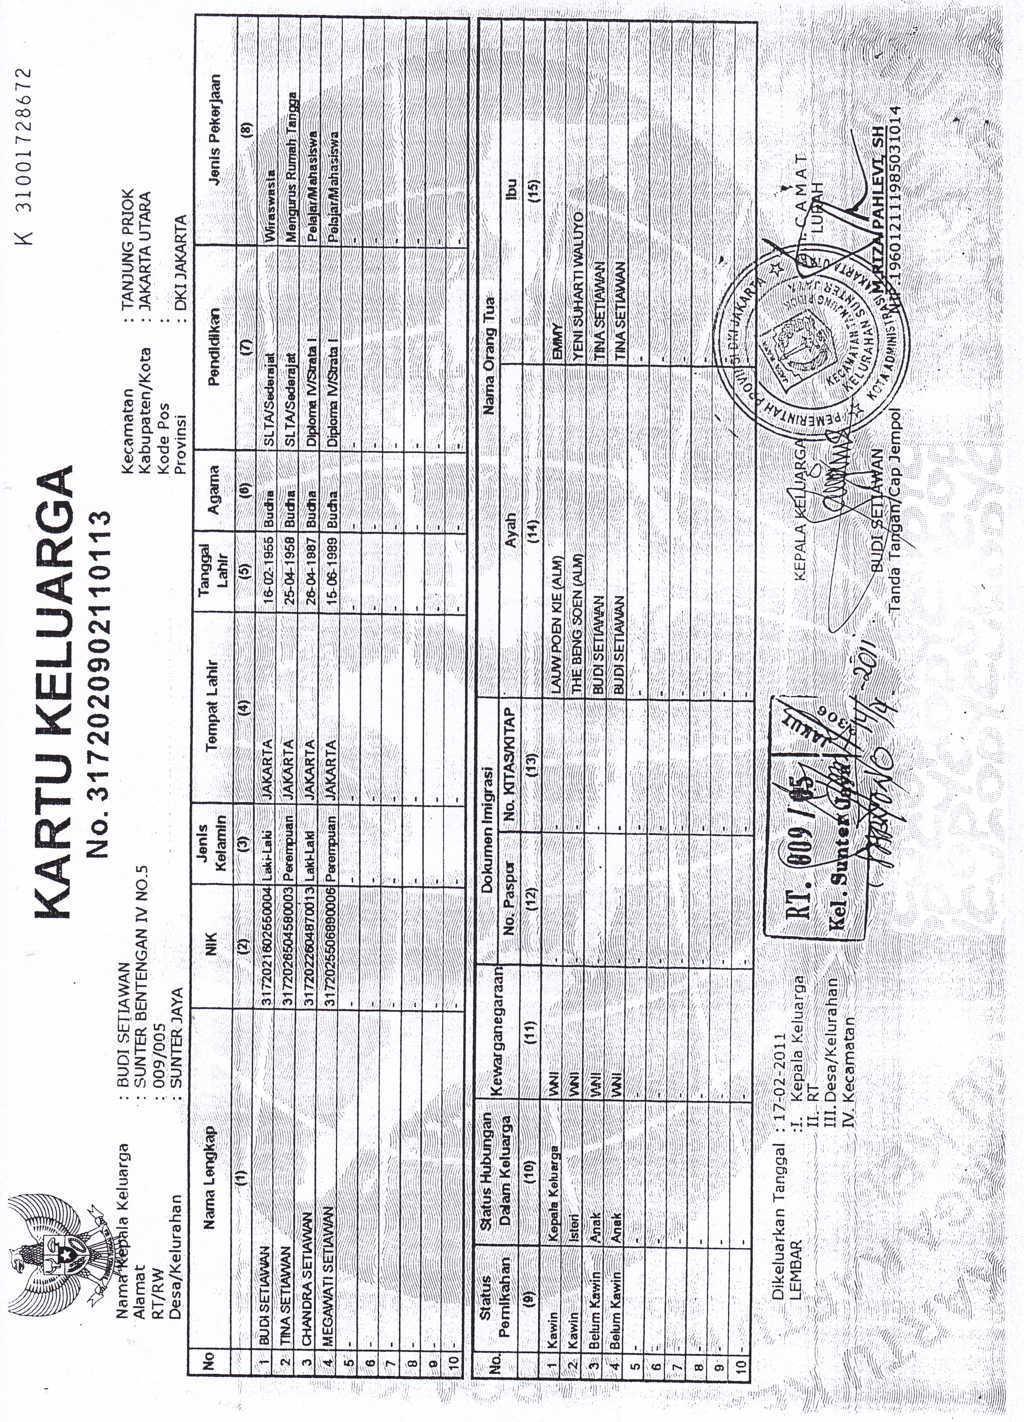 K 31001728672
KARTU KELUARGA
No. 3172020902110113
Nama Kepala Keluarga : BUDI SETIAWAN
Alamat : SUNTER BENTENGAN IV NO.5
RT/RW : 009/005
Desa/Kelurahan : SUNTER JAYA
Kecamatan : TANJUNG PRIOK
Kabupaten/Kota : JAKARTA UTARA
Kode Pos :
Provinsi : DKI JAKARTA
No Nama Lengkap NIK Jenis Kelamin Tempat Lahir Tanggal Lahir Agama Pendidikan Jenis Pekerjaan
(1) (2) (3) (4) (5) (6) (7) (8)
1 BUDI SETIAWAN 3172021602550004 Laki-Laki JAKARTA 16-02-1955 Budha SLTA/Sederajat Wiraswasta
2 TINA SETIAWAN 3172026504580003 Perempuan JAKARTA 25-04-1958 Budha SLTA/Sederajat Mengurus Rumah Tangga
3 CHANDRA SETIAWAN 3172022604870013 Laki-Laki JAKARTA 26-04-1987 Budha Diploma IV/Strata I Pelajar/Mahasiswa
4 MEGAWATI SETIAWAN 3172025506890006 Perempuan JAKARTA 15-06-1989 Budha Diploma IV/Strata I Pelajar/Mahasiswa
5 - - - - - - - -
6 - - - - - - - -
7 - - - - - - - -
8 - - - - - - - -
9 - - - - - - - -
10 - - - - - - - -
No. Status Pernikahan Status Hubungan Dalam Keluarga Kewarganegaraan Dokumen Imigrasi Nama Orang Tua
No. Paspor No. KITAS/KITAP Ayah Ibu
(9) (10) (11) (12) (13) (14) (15)
1 Kawin Kepala Keluarga WNI - - LAUW POEN KIE (ALM) EMMY
2 Kawin Isteri WNI - - THE BENG SOEN (ALM) YENI SUHARTI WALUYO
3 Belum Kawin Anak WNI - - BUDI SETIAWAN TINA SETIAWAN
4 Belum Kawin Anak WNI - - BUDI SETIAWAN TINA SETIAWAN
5 - - - - - - -
6 - - - - - - -
7 - - - - - - -
8 - - - - - - -
9 - - - - - - -
10 - - - - - - -
Dikeluarkan Tanggal : 17-02-2011
LEMBAR : I. Kepala Keluarga
II. RT
III. Desa/Kelurahan
IV. Kecamatan
RT. 009 / 05
JAKUT
Kel. Sunter Jaya
KEPALA KELUARGA
BUDI SETIAWAN
Tanda Tangan/Cap Jempol
CAMAT
LURAH
M.RIZA PAHLEVI, SH
NIP.196012111985031014
PEMERINTAH PROVINSI DKI JAKARTA
KECAMATAN TANJUNG PRIOK
KELURAHAN SUNTER JAYA
KOTA ADMINISTRASI JAKARTA UTARA